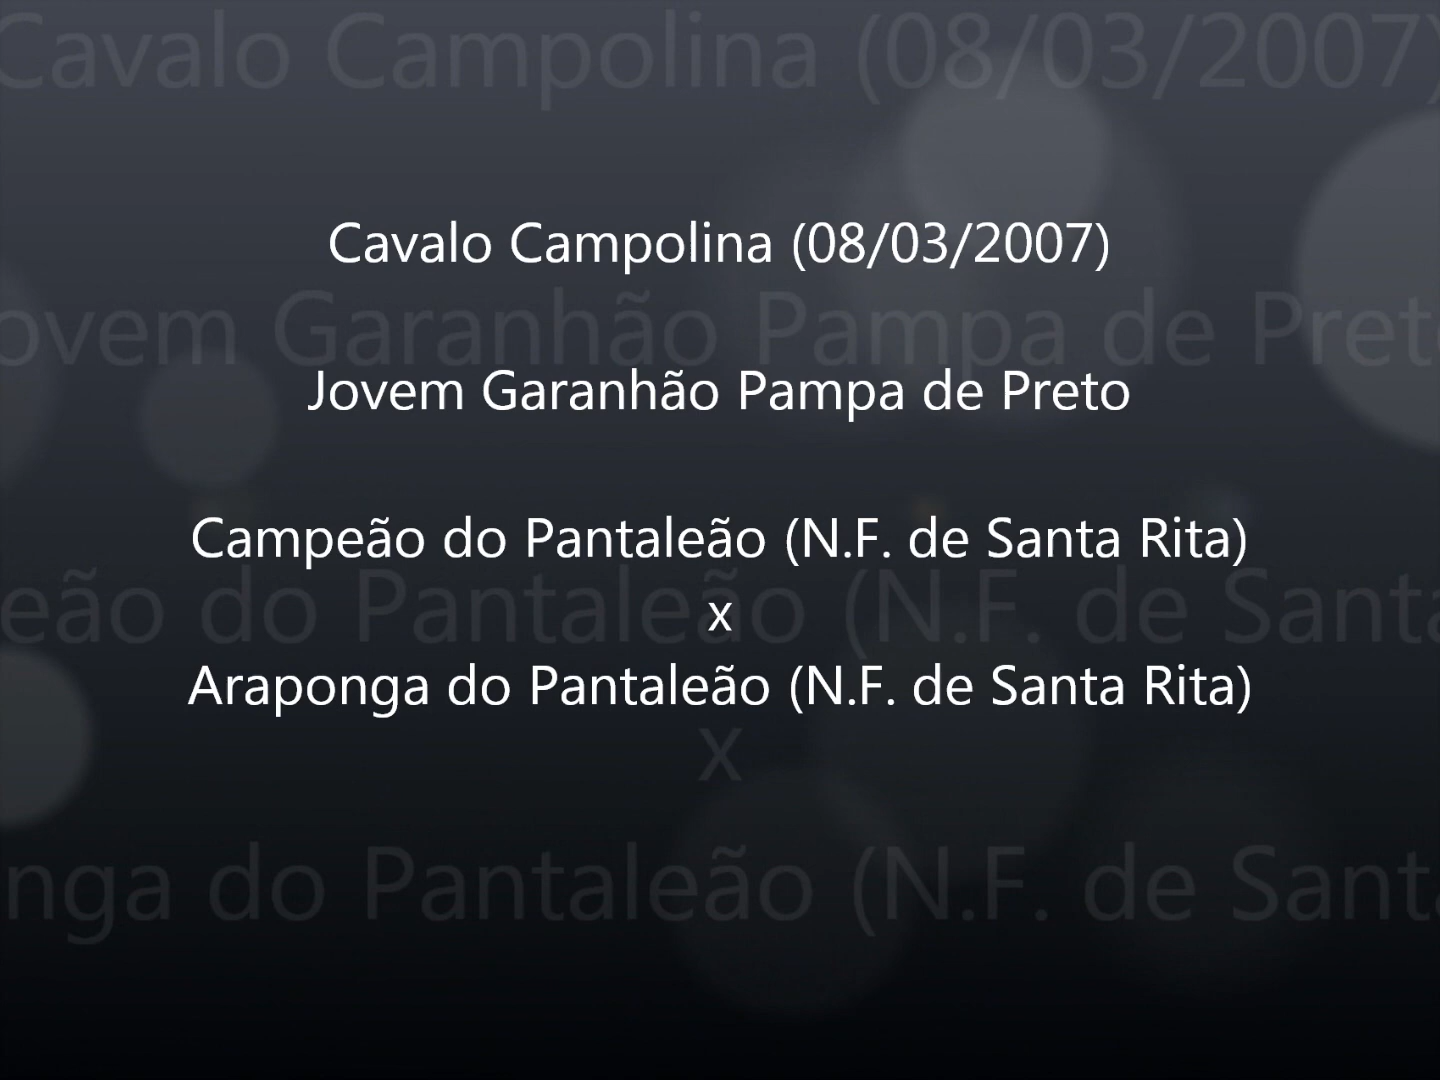 Cavalo Campolina (08/03/2007)
Jovem Garanhão Pampa de Preto
Campeão do Pantaleão (N.F. de Santa Rita)
x
Araponga do Pantaleão (N.F. de Santa Rita)